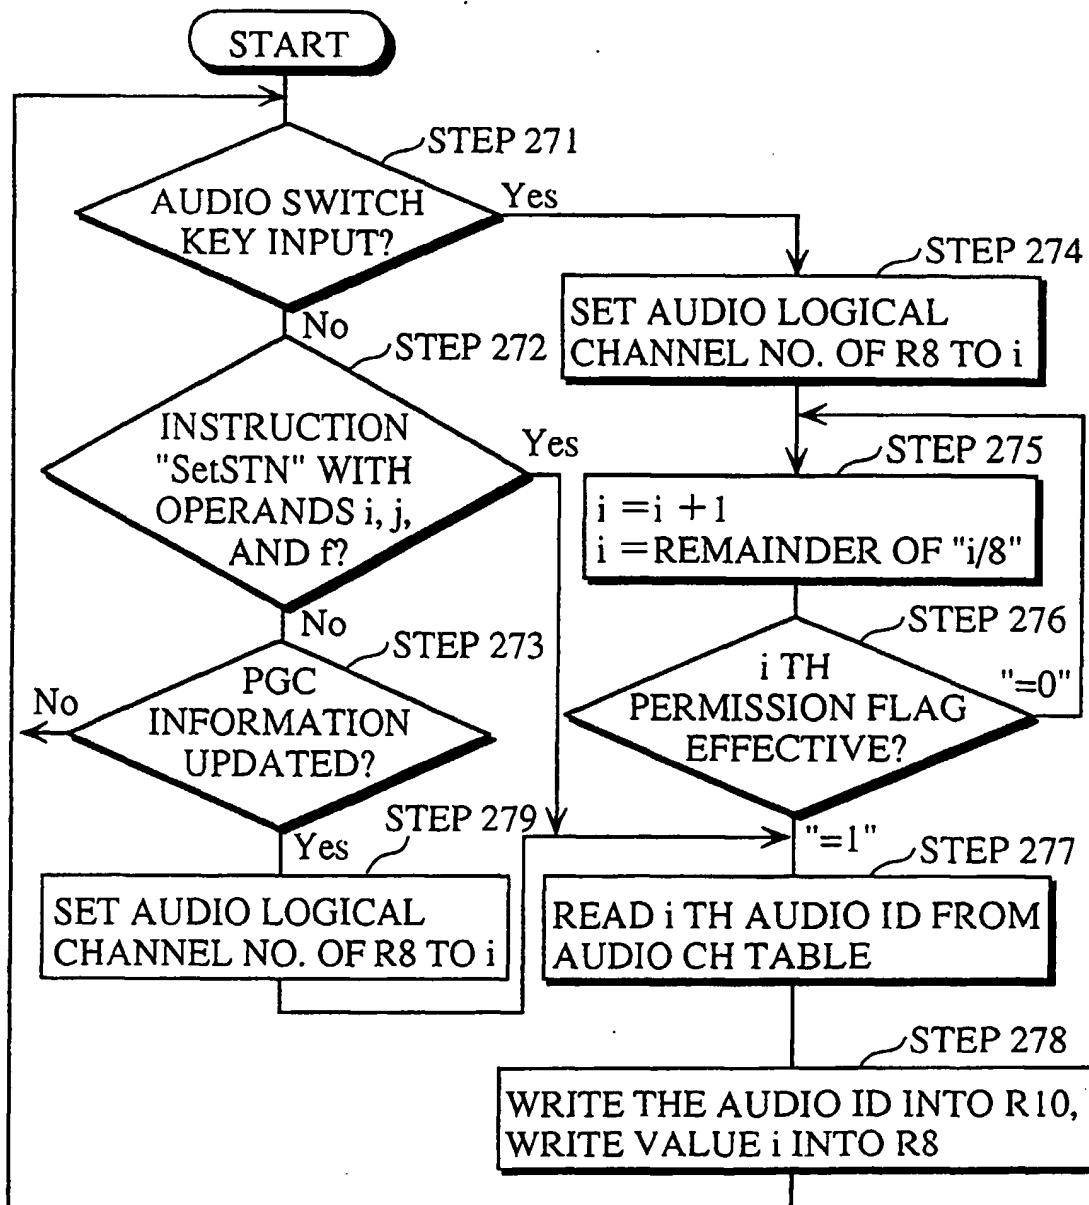 START
STEP 271
AUDIO SWITCH
KEY INPUT?
Yes
No
STEP 274
SET AUDIO LOGICAL
CHANNEL NO. OF R8 TO i
STEP 272
INSTRUCTION
"SetSTN" WITH
OPERANDS i, j,
AND f?
Yes
No
STEP 275
i =i +1
i =REMAINDER OF "i/8"
STEP 276
i TH
PERMISSION FLAG
EFFECTIVE?
"=0"
"=1"
STEP 273
PGC
INFORMATION
UPDATED?
No
Yes
STEP 279
SET AUDIO LOGICAL
CHANNEL NO. OF R8 TO i
STEP 277
READ i TH AUDIO ID FROM
AUDIO CH TABLE
STEP 278
WRITE THE AUDIO ID INTO R10,
WRITE VALUE i INTO R8